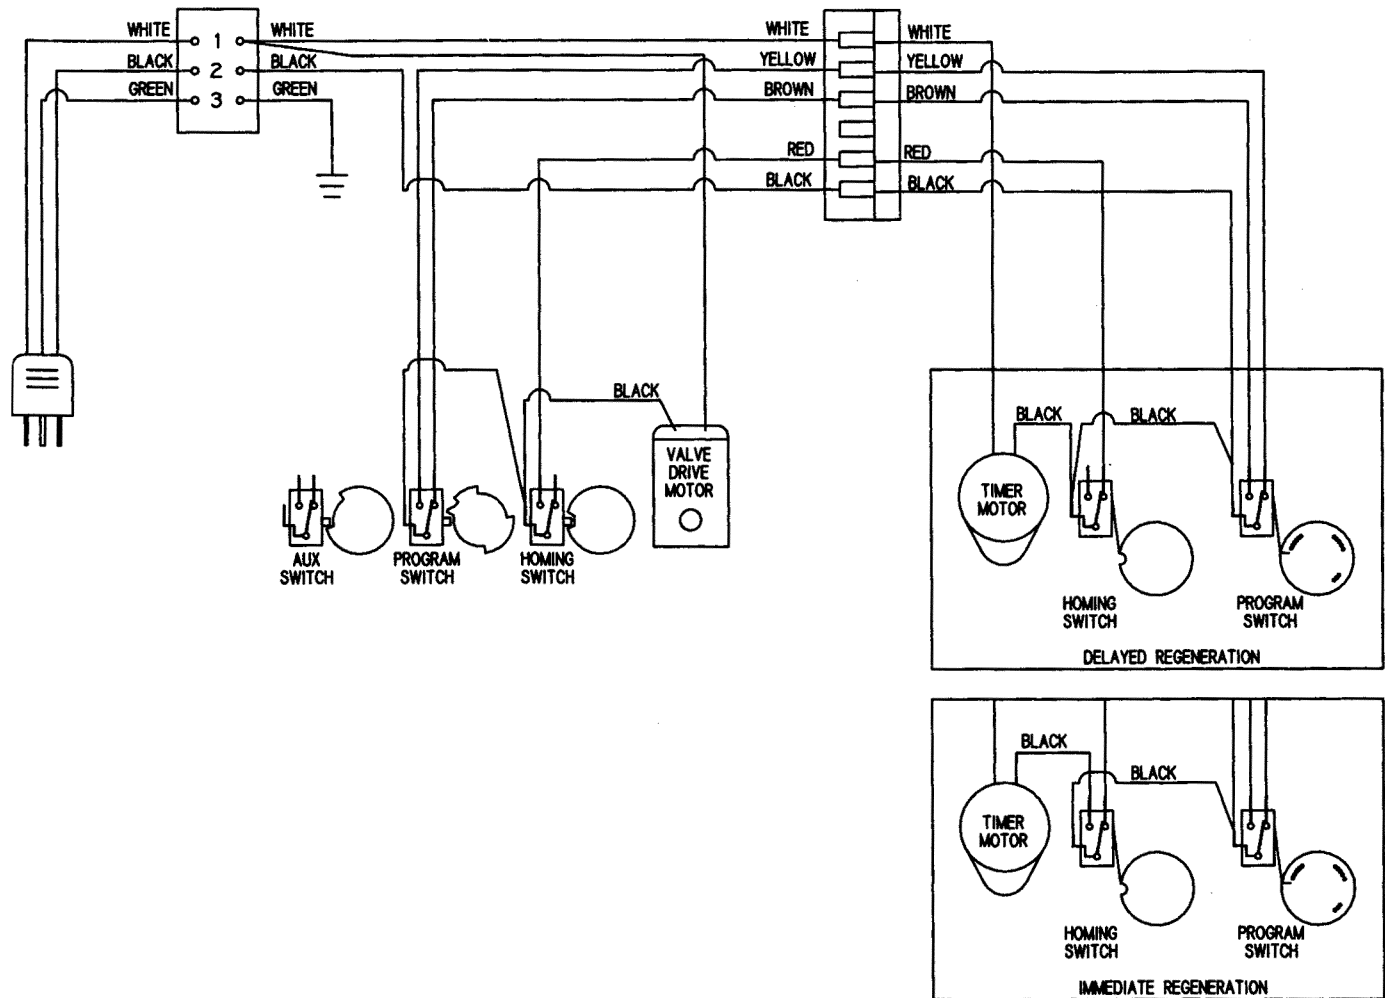 WHITE
1
WHITE
BLACK
2
BLACK
GREEN
3
GREEN
WHITE
WHITE
YELLOW
YELLOW
BROWN
BROWN
RED
RED
BLACK
BLACK
BLACK
VALVE
DRIVE
MOTOR
AUX
SWITCH
PROGRAM
SWITCH
HOMING
SWITCH
BLACK
BLACK
TIMER
MOTOR
HOMING
SWITCH
PROGRAM
SWITCH
DELAYED REGENERATION
BLACK
BLACK
TIMER
MOTOR
HOMING
SWITCH
PROGRAM
SWITCH
IMMEDIATE REGENERATION